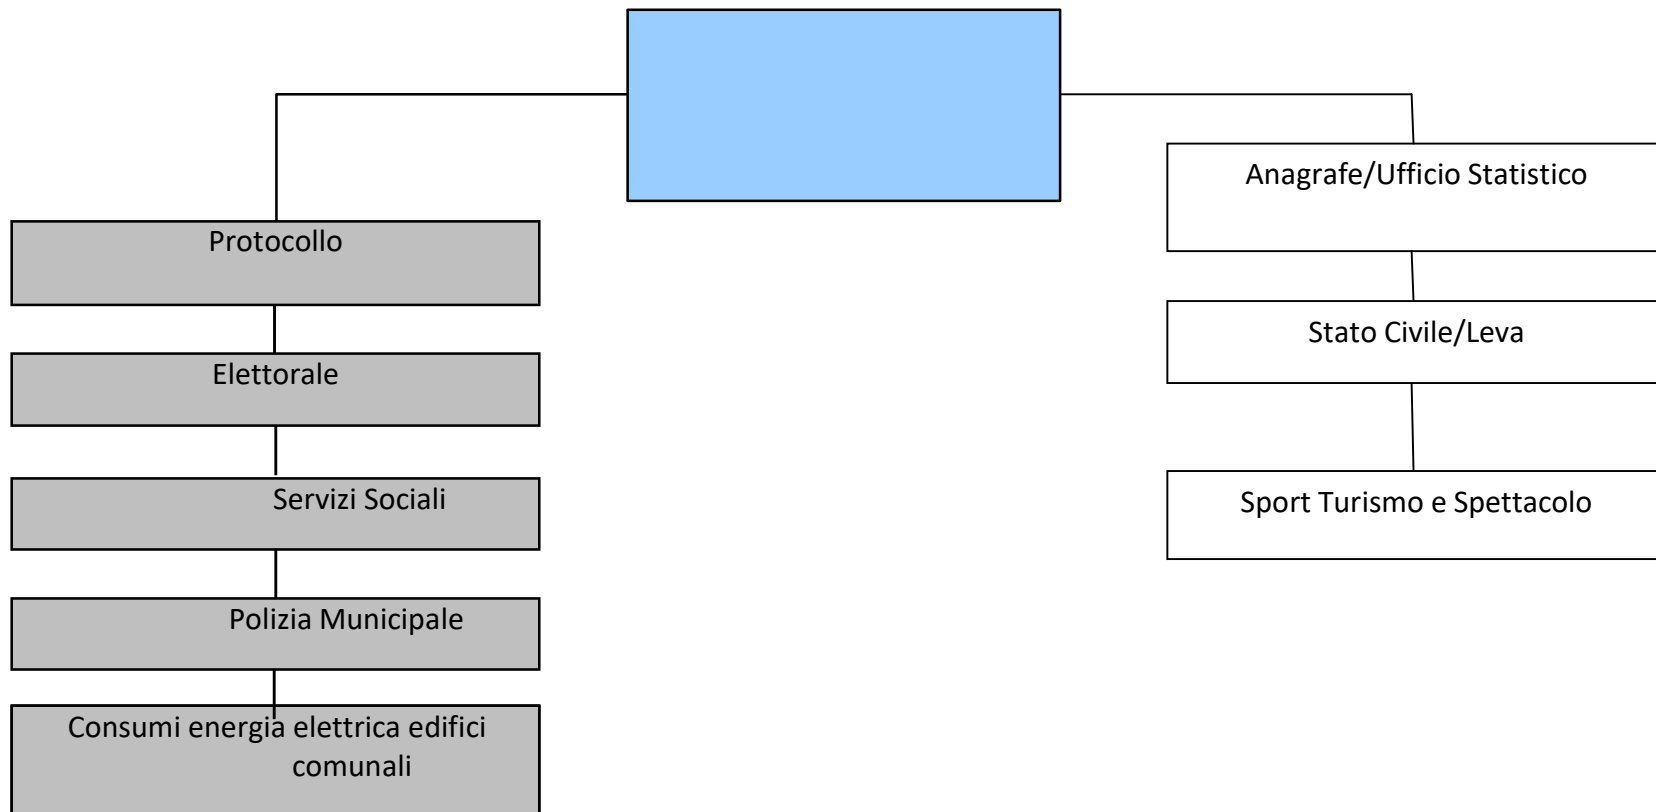 Protocollo
Elettorale
Servizi Sociali
Polizia Municipale
Consumi energia elettrica edifici
comunali
Anagrafe/Ufficio Statistico
Stato Civile/Leva
Sport Turismo e Spettacolo